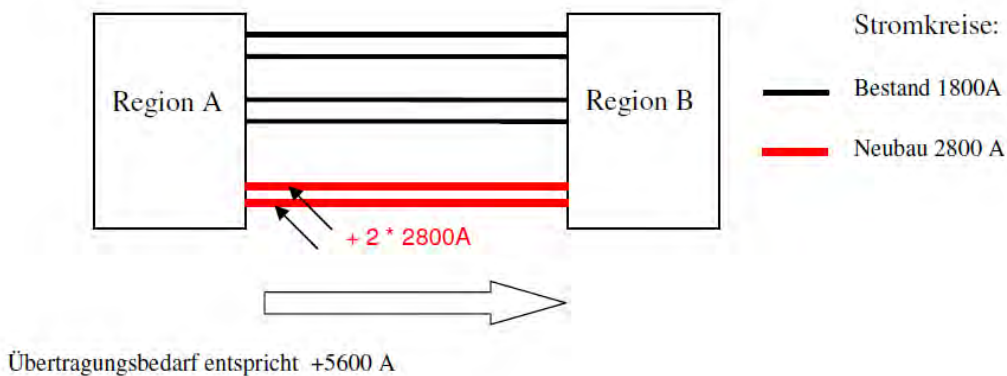 Stromkreise:
Region A
Region B
Bestand 1800A
Neubau 2800 A
+ 2 * 2800A
Übertragungsbedarf entspricht +5600 A